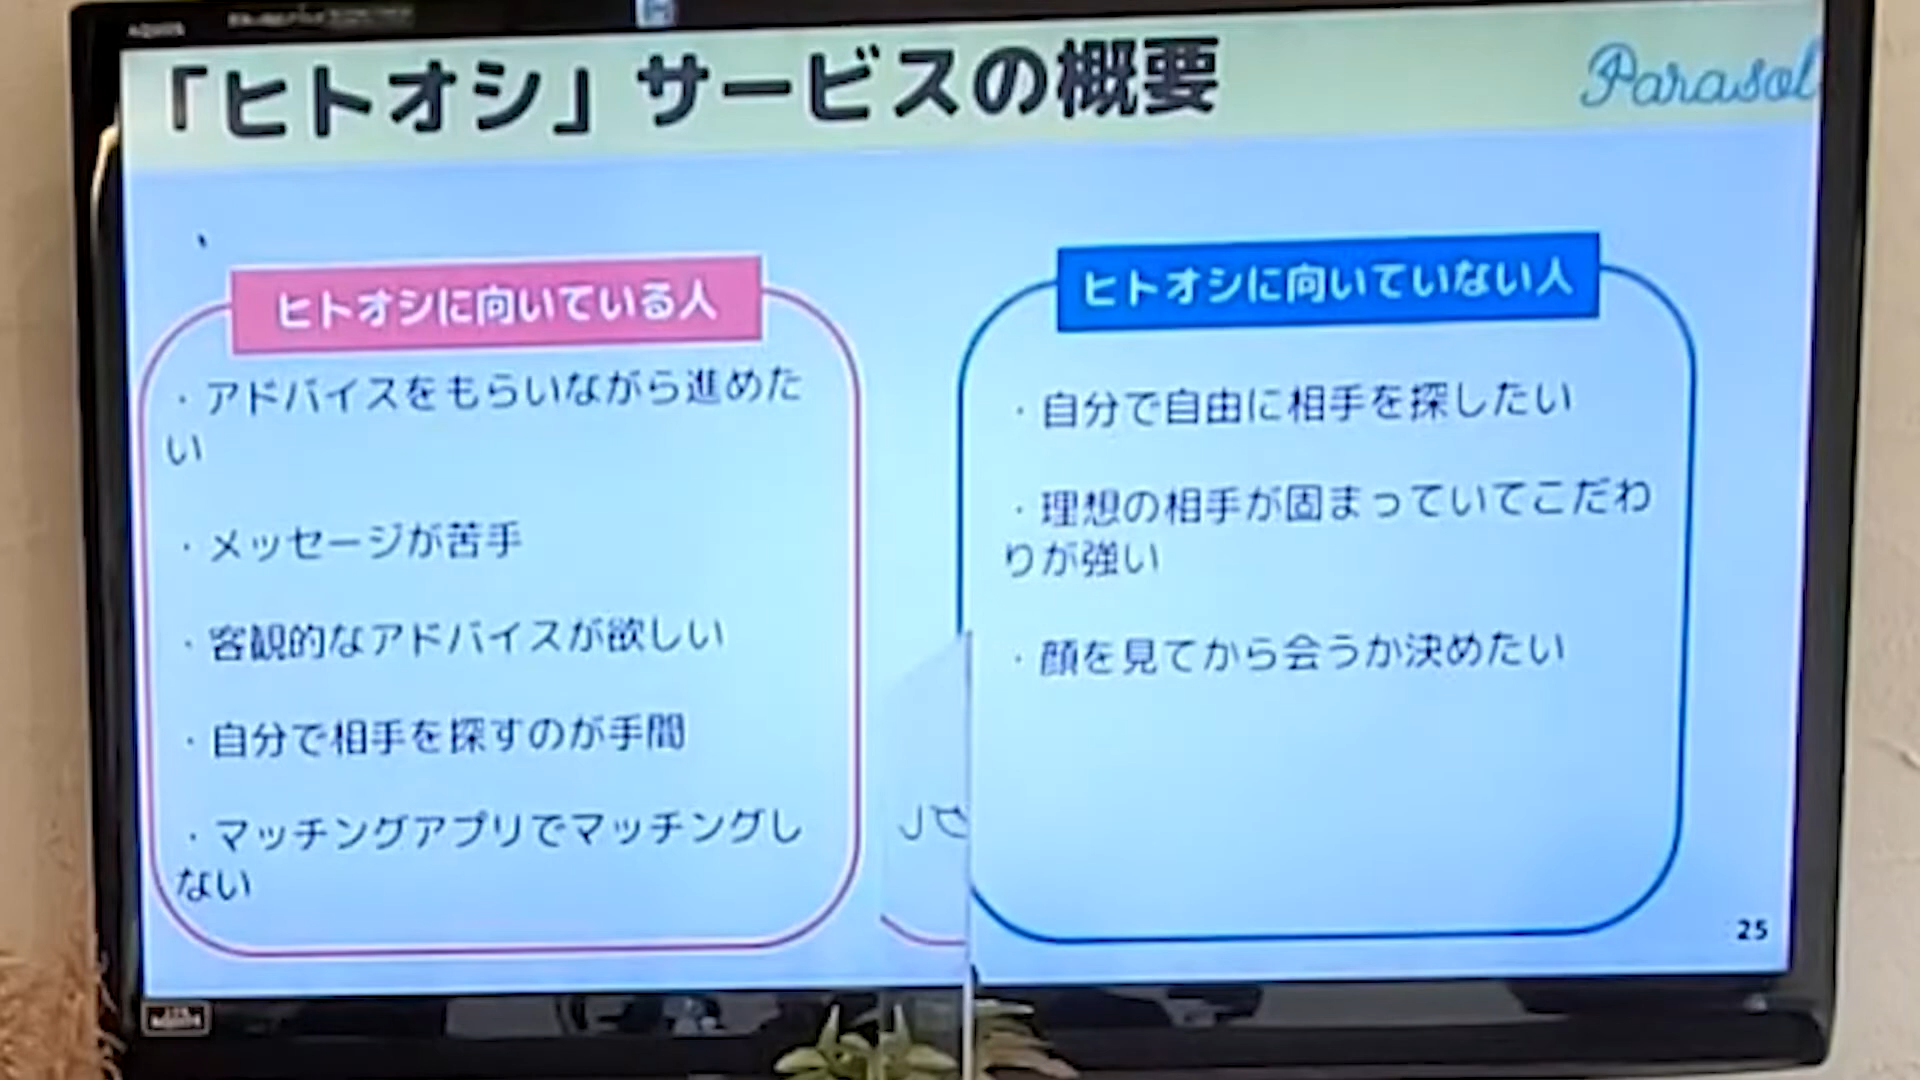 AQUOS
「ヒトオシ」サービスの概要
Parasol
ヒトオシに向いている人
・アドバイスをもらいながら進めた
い
・メッセージが苦手
・客観的なアドバイスが欲しい
・自分で相手を探すのが手間
・マッチングアプリでマッチングし
ない
ヒトオシに向いていない人
・自分で自由に相手を探したい
・理想の相手が固まっていてこだわ
りが強い
・顔を見てから会うか決めたい
25
AQUOS